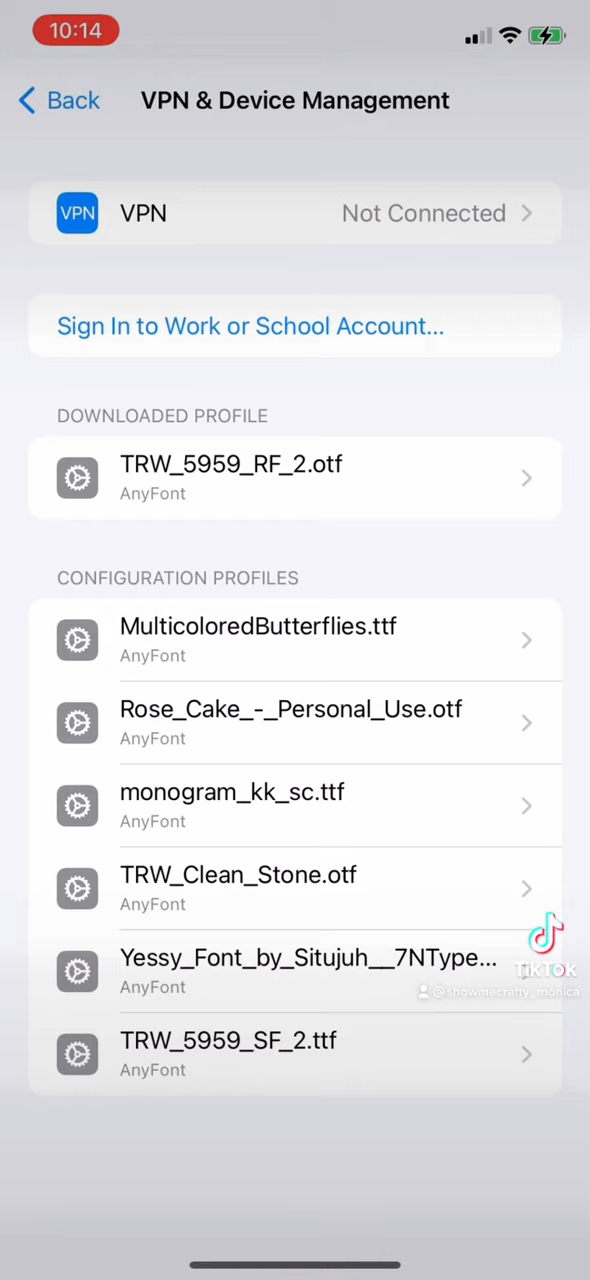 10:14
Back
VPN & Device Management
VPN
VPN
Not Connected
Sign In to Work or School Account...
DOWNLOADED PROFILE
TRW_5959_RF_2.otf
AnyFont
CONFIGURATION PROFILES
MulticoloredButterflies.ttf
AnyFont
Rose_Cake_-_Personal_Use.otf
AnyFont
monogram_kk_sc.ttf
AnyFont
TRW_Clean_Stone.otf
AnyFont
Yessy_Font_by_Situjuh__7NType...
AnyFont
TikTok
@showmecrafty_monica
TRW_5959_SF_2.ttf
AnyFont